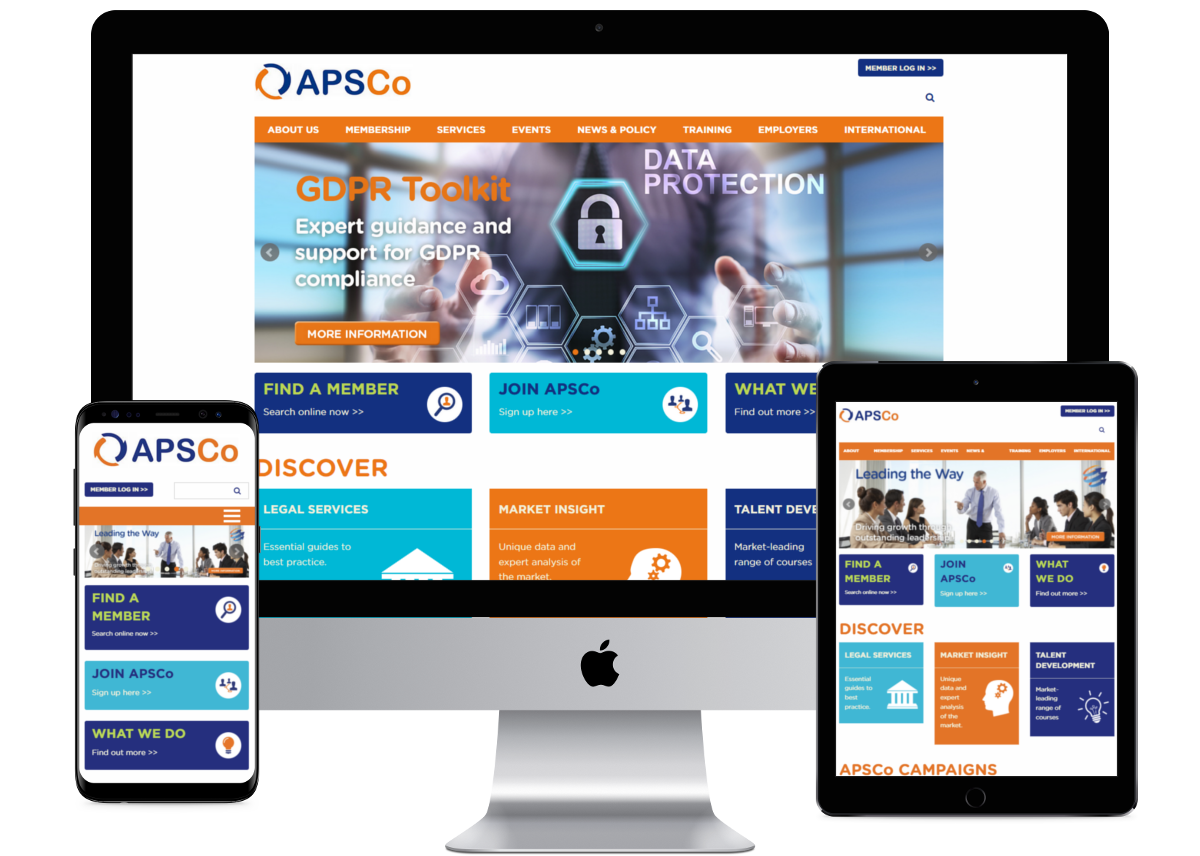 APSCo
MEMBER LOG IN >>
ABOUT US MEMBERSHIP SERVICES EVENTS NEWS & POLICY TRAINING EMPLOYERS INTERNATIONAL
DATA
PROTECTION
GDPR Toolkit
Expert guidance and
support for GDPR
compliance
MORE INFORMATION
FIND A MEMBER
Search online now >>
JOIN APSCo
Sign up here >>
WHAT WE
Find out more >>
DISCOVER
LEGAL SERVICES
Essential guides to
best practice.
MARKET INSIGHT
Unique data and
expert analysis of
the market.
TALENT DEVE
Market-leading
range of courses
APSCo
MEMBER LOG IN >>
Leading the Way
Driving growth through
outstanding leadership
FIND A
MEMBER
Search online now >>
JOIN APSCo
Sign up here >>
WHAT WE DO
Find out more >>
APSCo
MEMBER LOG IN >>
ABOUT MEMBERSHIP SERVICES EVENTS NEWS & TRAINING EMPLOYERS INTERNATIONAL
Leading the Way
Driving growth through
outstanding leadership
MORE INFORMATION
FIND A
MEMBER
Search online now >>
JOIN
APSCo
Sign up here >>
WHAT
WE DO
Find out more >>
DISCOVER
LEGAL SERVICES
Essential
guides to
best
practice.
MARKET INSIGHT
Unique
data and
expert
analysis
of the
market.
TALENT
DEVELOPMENT
Market-
leading
range of
courses
APSCo CAMPAIGNS